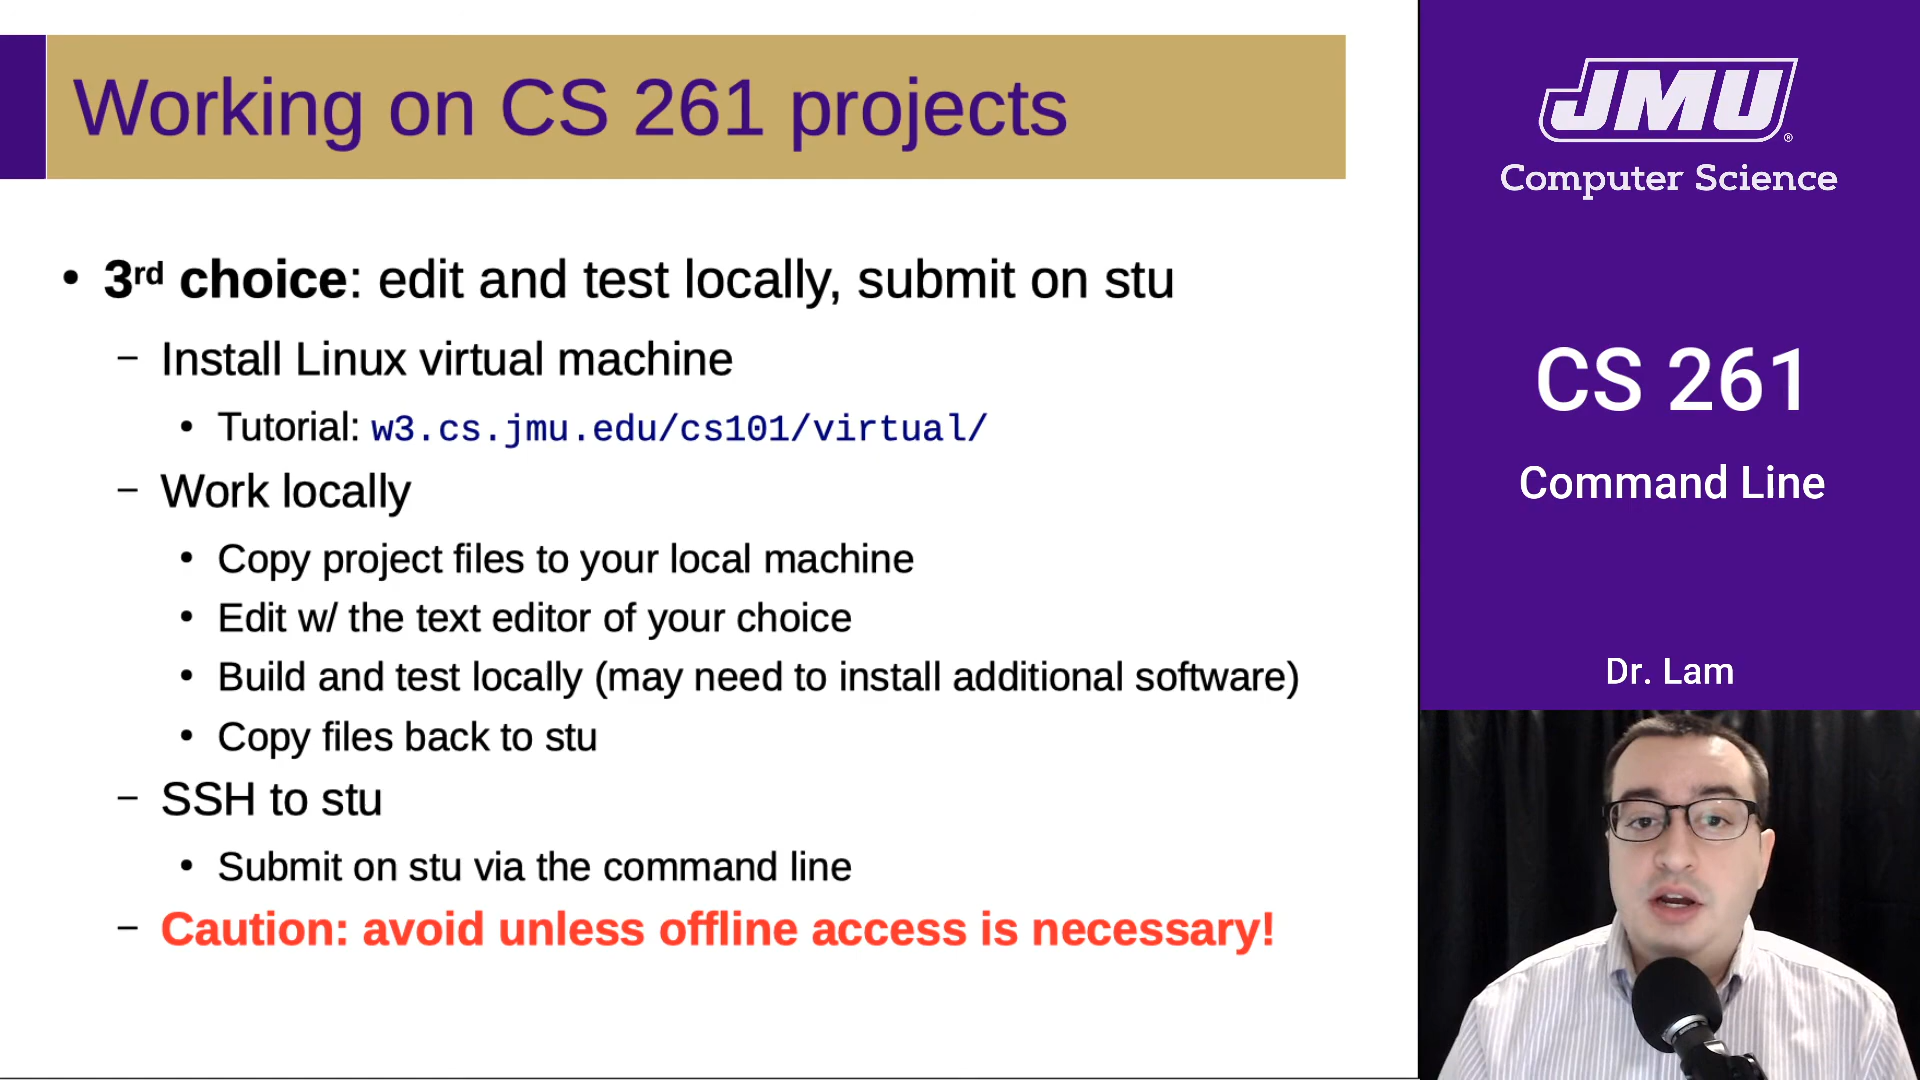 Working on CS 261 projects
• 3rd choice: edit and test locally, submit on stu
– Install Linux virtual machine
• Tutorial: w3.cs.jmu.edu/cs101/virtual/
– Work locally
• Copy project files to your local machine
• Edit w/ the text editor of your choice
• Build and test locally (may need to install additional software)
• Copy files back to stu
– SSH to stu
• Submit on stu via the command line
– Caution: avoid unless offline access is necessary!
JMU®
Computer Science
CS 261
Command Line
Dr. Lam